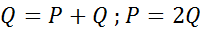 Q = P + Q ; P = 2Q